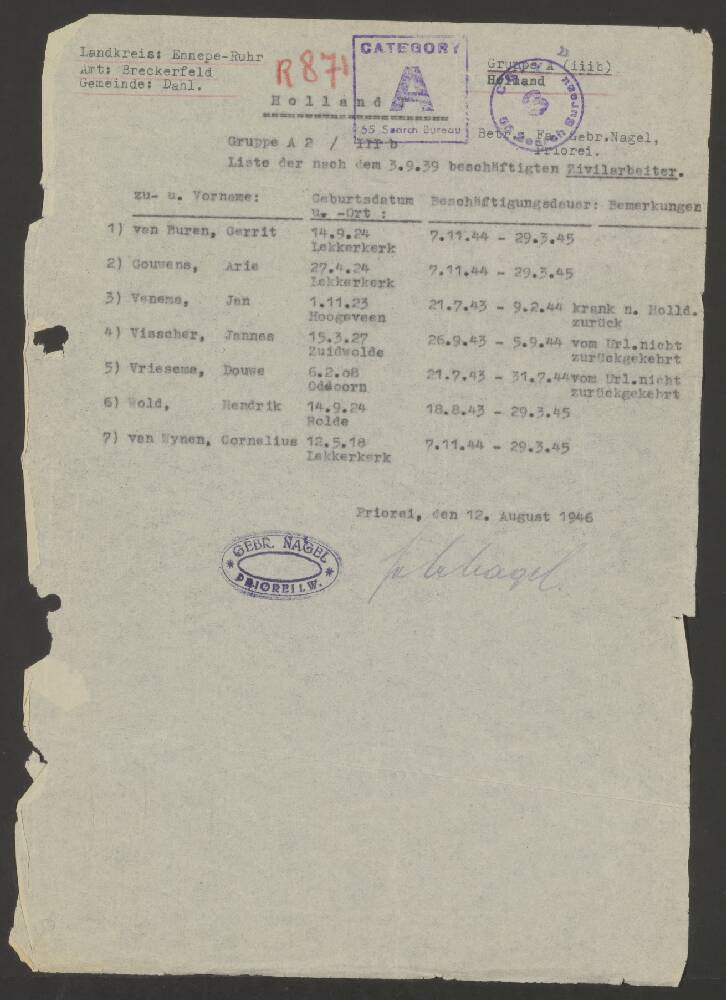 Landkreis: Ennepe-Ruhr
Amt: Breckerfeld
Gemeinde: Dahl.
R 871
CATEGORY
A
65 Search Bureau
Gruppe A (iiib)
Holland
Holland
Betr.: Fa. Gebr.Nagel,
Priorei.
Gruppe A 2 / III b
Liste der nach dem 3.9.39 beschäftigten Zivilarbeiter.
zu- u. Vorname: Geburtsdatum Beschäftigungsdauer: Bemerkungen
u. -Ort :
1) van Buren, Gerrit 14.9.24 7.11.44 - 29.3.45
Lekkerkerk
2) Gouwens, Arie 27.4.24 7.11.44 - 29.3.45
Lekkerkerk
3) Venema, Jan 1.11.23 21.7.43 - 9.2.44 krank n. Holld.
Hoogeveen zurück
4) Visscher, Jannes 15.3.27 26.9.43 - 5.9.44 vom Url.nicht
Zuidwolde zurückgekehrt
5) Vriesema, Douwe 6.2.08 21.7.43 - 31.7.44 vom Url.nicht
Odoorn zurückgekehrt
6) Wold, Hendrik 14.9.24 18.8.43 - 29.3.45
Rolde
7) van Wynen, Cornelius 12.5.18 7.11.44 - 29.3.45
Lekkerkerk
Priorei, den 12. August 1946
GEBR. NAGEL
PRIOREI I.W.